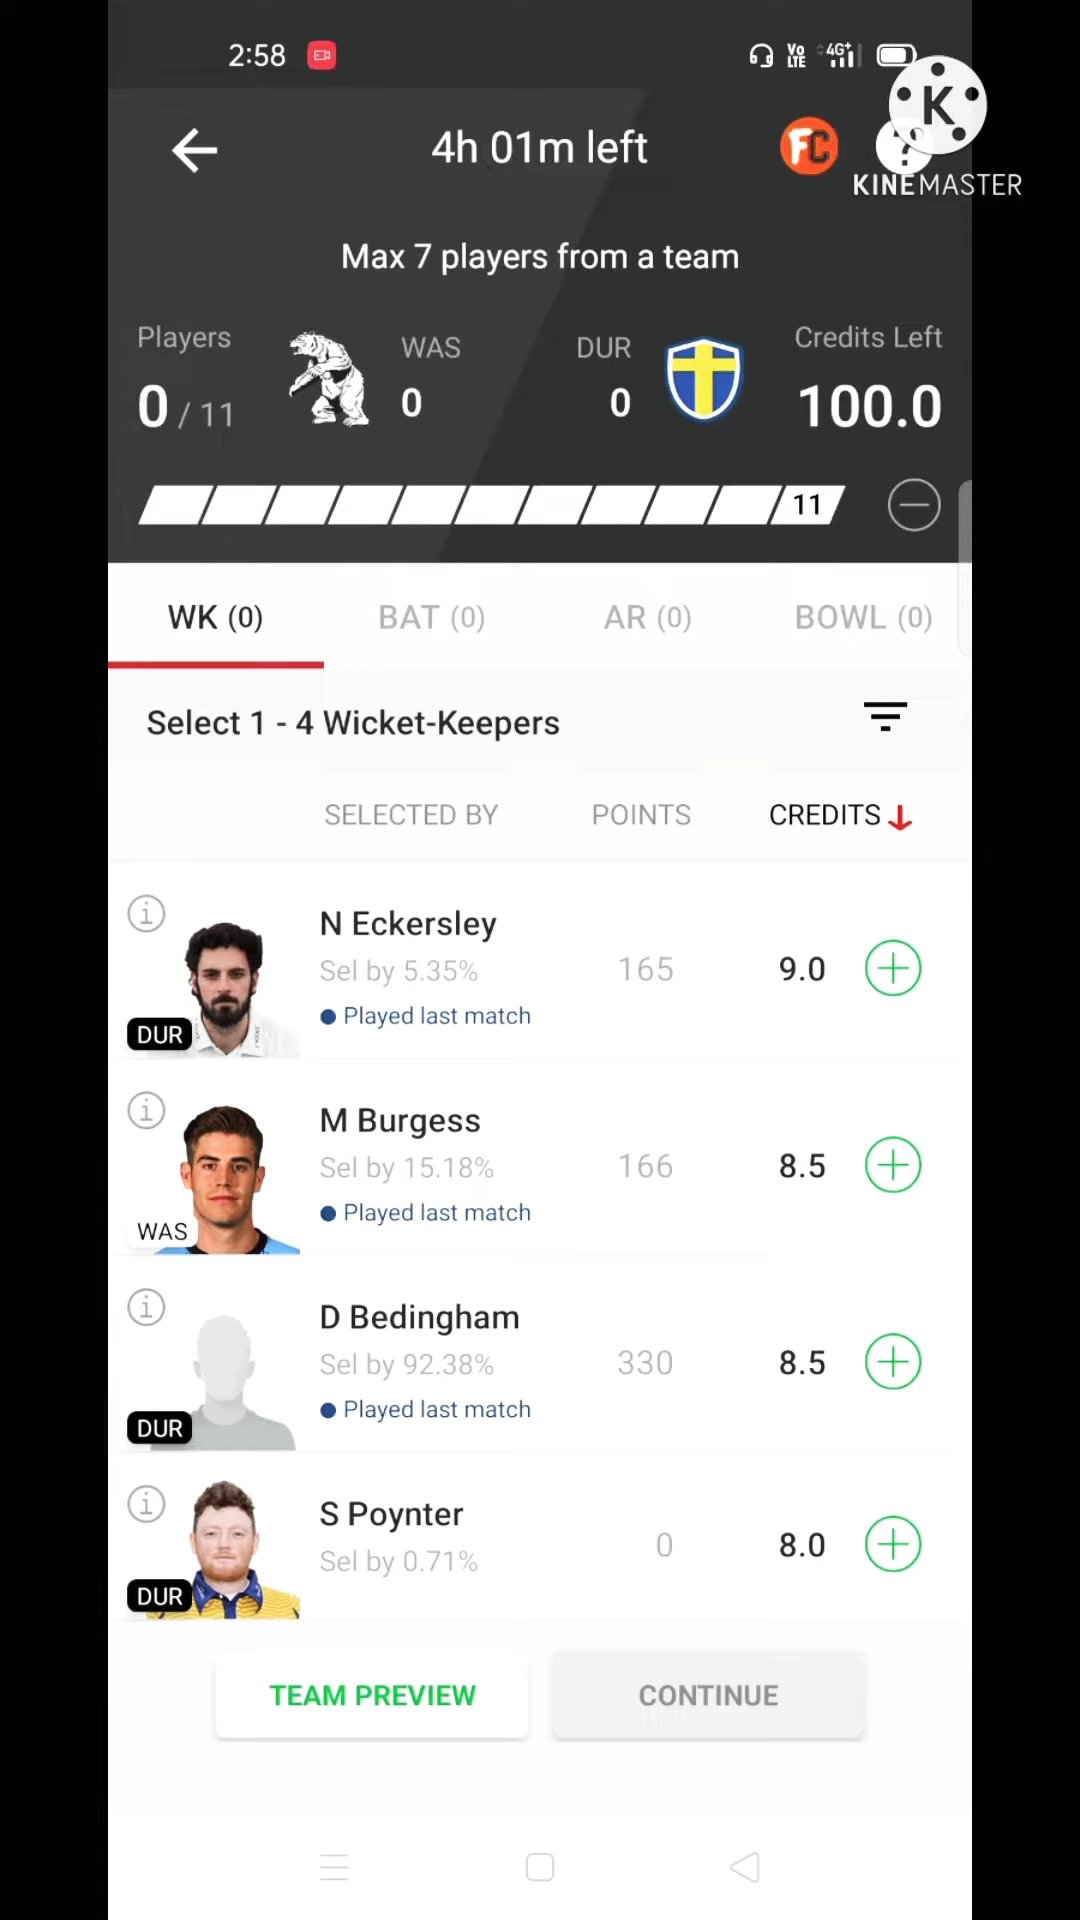 2:58
Vo LTE 4G+
4h 01m left
FC
?
K
KINEMASTER
Max 7 players from a team
Players WAS DUR Credits Left
0 / 11 0 0 100.0
11
WK (0) BAT (0) AR (0) BOWL (0)
Select 1 - 4 Wicket-Keepers
SELECTED BY POINTS CREDITS
N Eckersley
Sel by 5.35% 165 9.0
Played last match
DUR
M Burgess
Sel by 15.18% 166 8.5
Played last match
WAS
D Bedingham
Sel by 92.38% 330 8.5
Played last match
DUR
S Poynter
Sel by 0.71% 0 8.0
DUR
TEAM PREVIEW CONTINUE